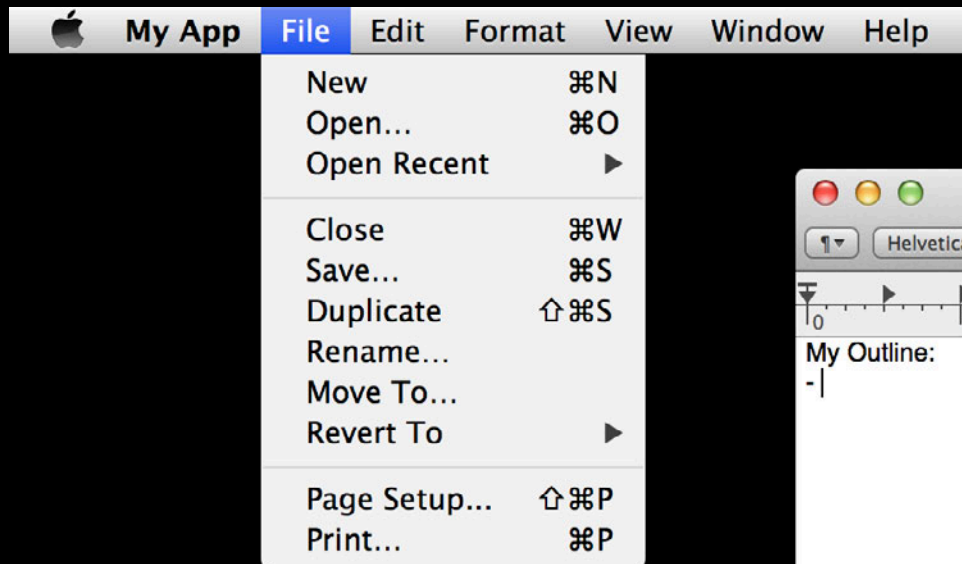 My App File Edit Format View Window Help
New ⌘N
Open... ⌘O
Open Recent ▶
Close ⌘W
Save... ⌘S
Duplicate ⇧⌘S
Rename...
Move To...
Revert To ▶
Page Setup... ⇧⌘P
Print... ⌘P
¶▾
0
My Outline:
- |